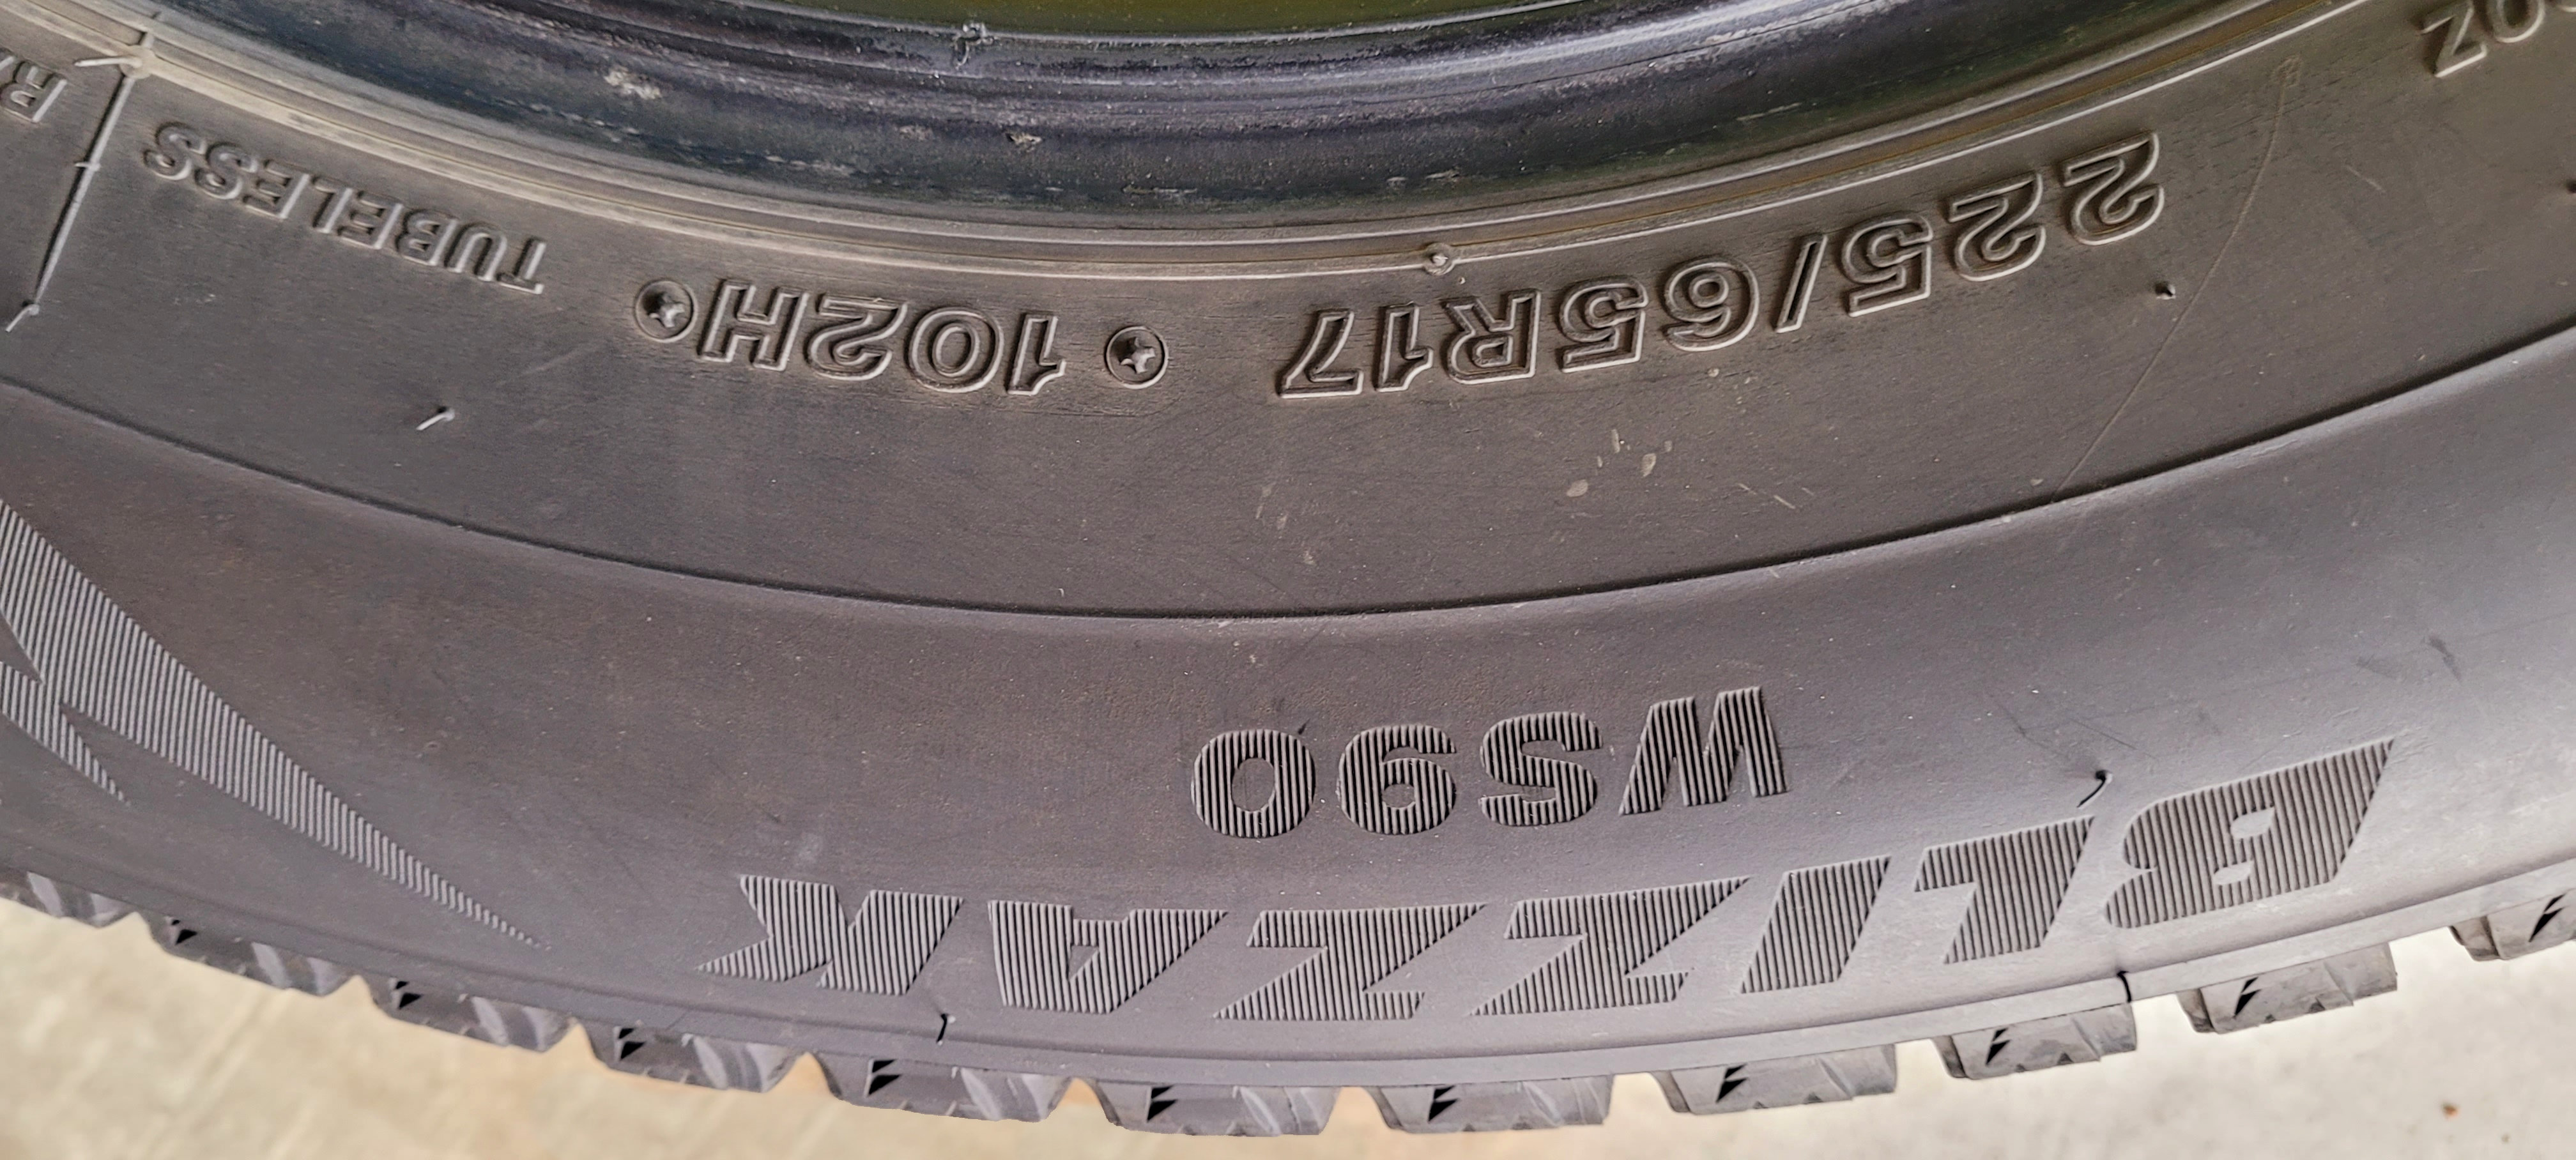 225/65R17 102H
TUBELESS
WS90
BLIZZAK